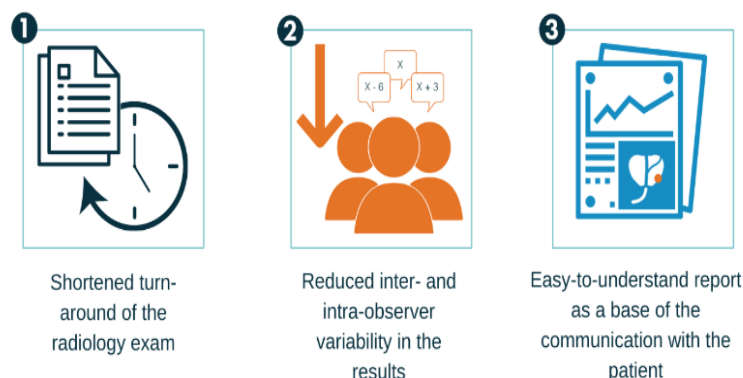 1
Shortened turn-
around of the
radiology exam
2
X
X - 6
X + 3
Reduced inter- and
intra-observer
variability in the
results
3
Easy-to-understand report
as a base of the
communication with the
patient